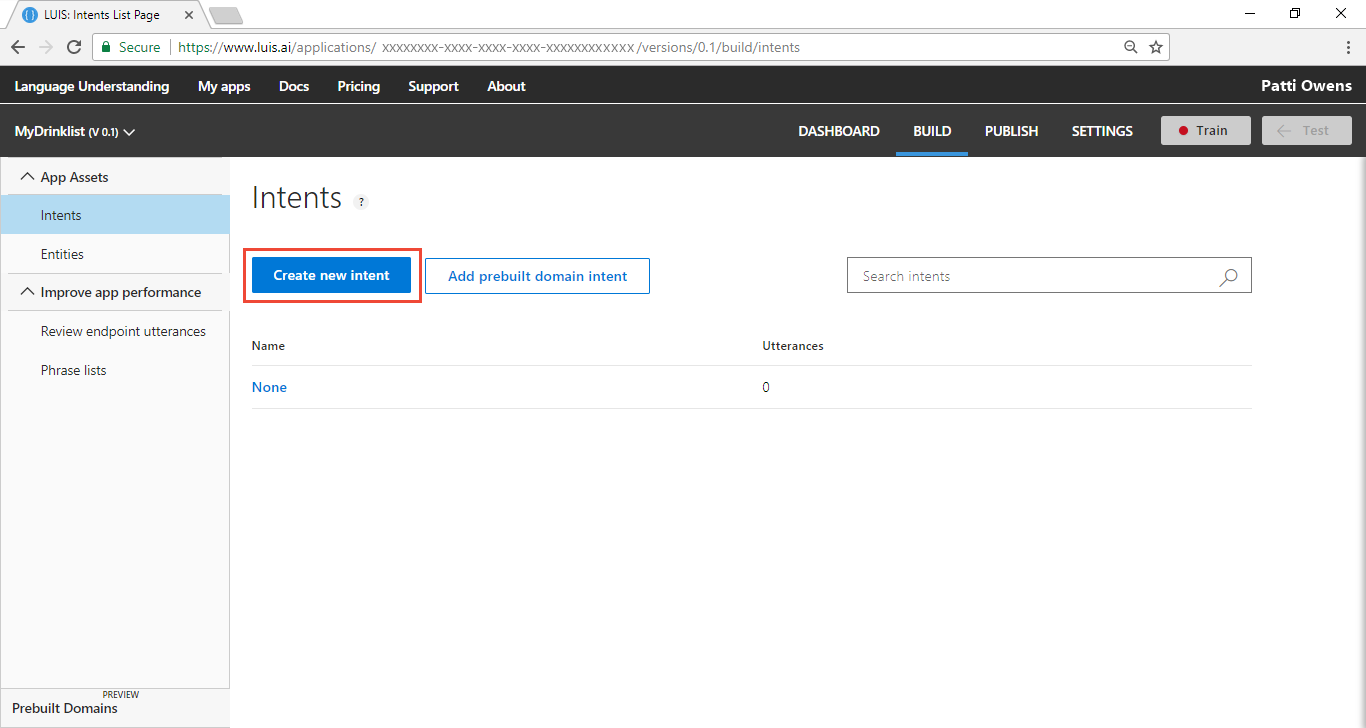 LUIS: Intents List Page
Secure https://www.luis.ai/applications/ xxxxxxxx-xxxx-xxxx-xxxx-xxxxxxxxxxxx/versions/0.1/build/intents
Language Understanding My apps Docs Pricing Support About Patti Owens
MyDrinklist (V 0.1) DASHBOARD BUILD PUBLISH SETTINGS Train Test
App Assets
Intents
Entities
Improve app performance
Review endpoint utterances
Phrase lists
PREVIEW
Prebuilt Domains
Intents ?
Create new intent Add prebuilt domain intent Search intents
Name Utterances
None 0